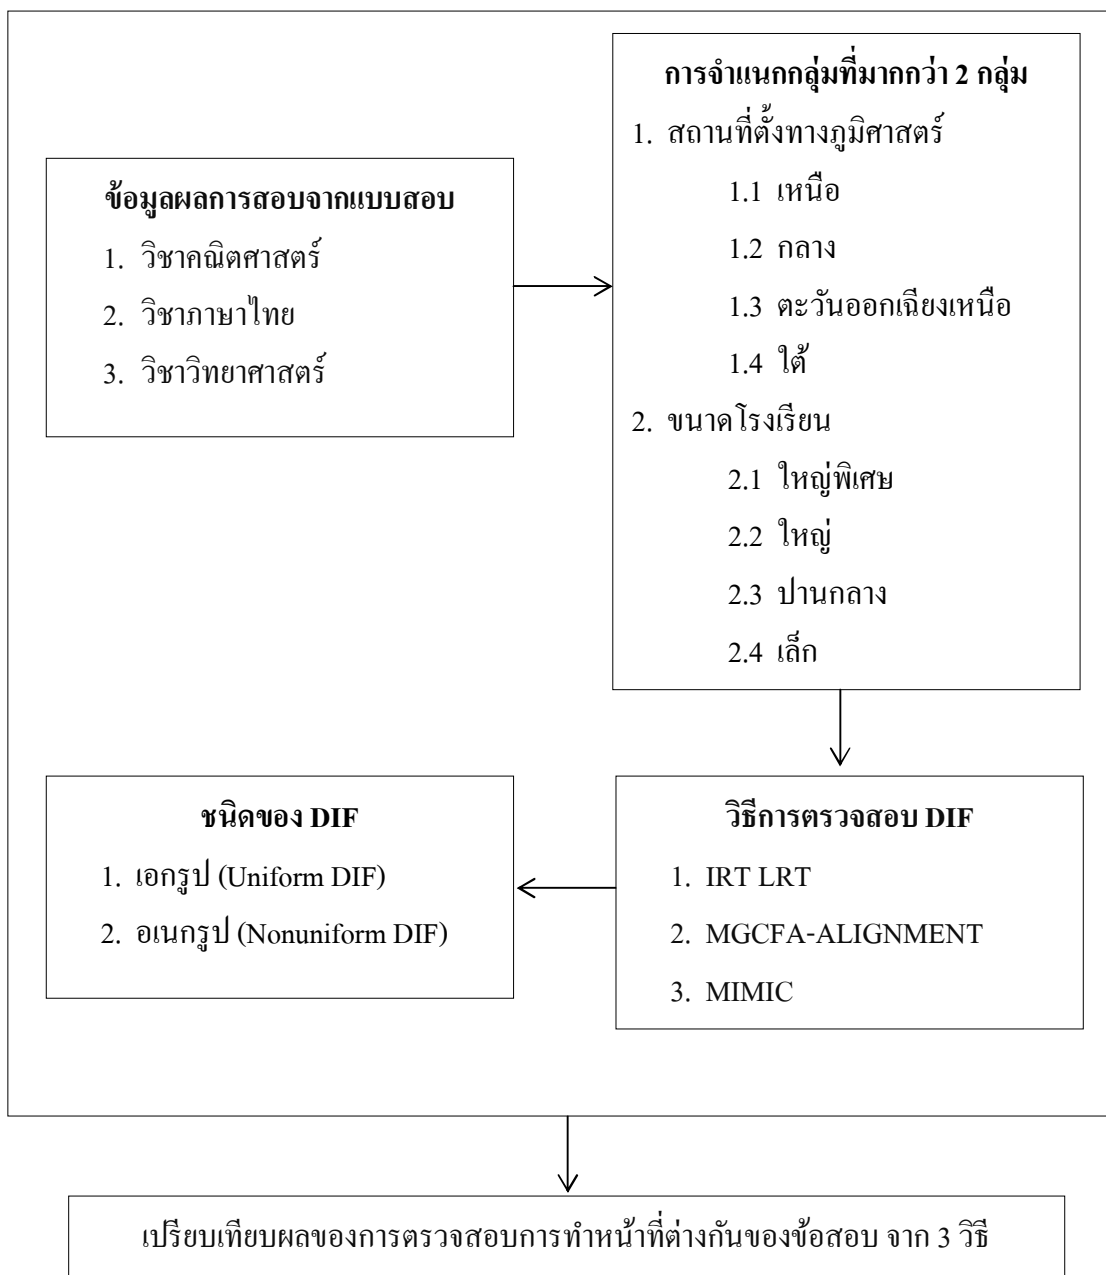 ข้อมูลผลการสอบจากแบบสอบ
1. วิชาคณิตศาสตร์
2. วิชาภาษาไทย
3. วิชาวิทยาศาสตร์
การจำแนกกลุ่มที่มากกว่า 2 กลุ่ม
1. สถานที่ตั้งทางภูมิศาสตร์
1.1 เหนือ
1.2 กลาง
1.3 ตะวันออกเฉียงเหนือ
1.4 ใต้
2. ขนาดโรงเรียน
2.1 ใหญ่พิเศษ
2.2 ใหญ่
2.3 ปานกลาง
2.4 เล็ก
วิธีการตรวจสอบ DIF
1. IRT LRT
2. MGCFA-ALIGNMENT
3. MIMIC
ชนิดของ DIF
1. เอกรูป (Uniform DIF)
2. อเนกรูป (Nonuniform DIF)
เปรียบเทียบผลของการตรวจสอบการทำหน้าที่ต่างกันของข้อสอบ จาก 3 วิธี